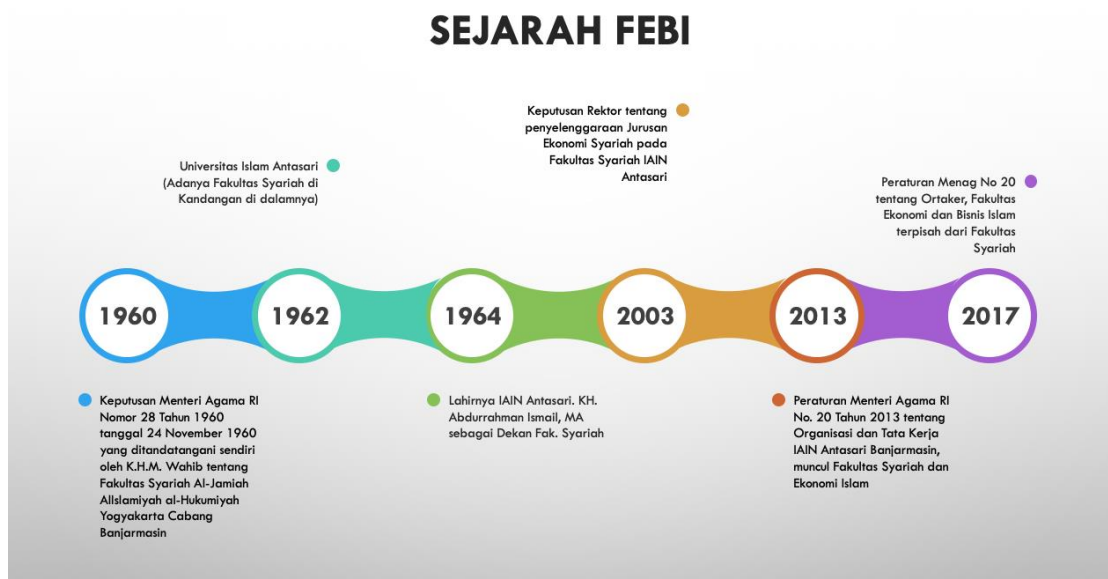 SEJARAH FEBI
Keputusan Rektor tentang
penyelenggaraan Jurusan
Ekonomi Syariah pada
Fakultas Syariah IAIN
Antasari
Universitas Islam Antasari
(Adanya Fakultas Syariah di
Kandangan di dalamnya)
Peraturan Menag No 20
tentang Ortaker, Fakultas
Ekonomi dan Bisnis Islam
terpisah dari Fakultas
Syariah
1960
1962
1964
2003
2013
2017
Keputusan Menteri Agama RI
Nomor 28 Tahun 1960
tanggal 24 November 1960
yang ditandatangani sendiri
oleh K.H.M. Wahib tentang
Fakultas Syariah Al-Jamiah
AlIslamiyah al-Hukumiyah
Yogyakarta Cabang
Banjarmasin
Lahirnya IAIN Antasari. KH.
Abdurrahman Ismail, MA
sebagai Dekan Fak. Syariah
Peraturan Menteri Agama RI
No. 20 Tahun 2013 tentang
Organisasi dan Tata Kerja
IAIN Antasari Banjarmasin,
muncul Fakultas Syariah dan
Ekonomi Islam